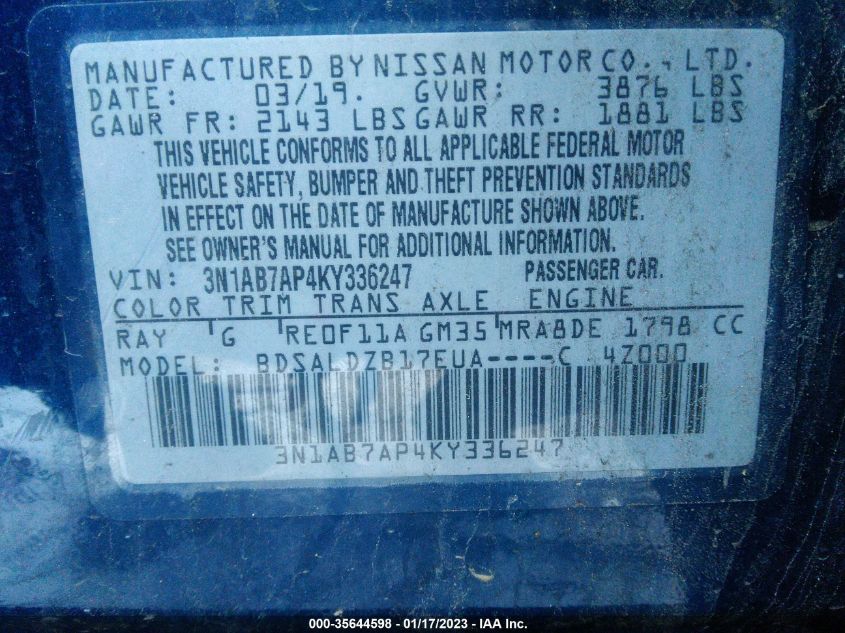 MANUFACTURED BY NISSAN MOTOR CO., LTD.
DATE: 03/19. GVWR: 3876 LBS
GAWR FR: 2143 LBS GAWR RR: 1881 LBS
THIS VEHICLE CONFORMS TO ALL APPLICABLE FEDERAL MOTOR
VEHICLE SAFETY, BUMPER AND THEFT PREVENTION STANDARDS
IN EFFECT ON THE DATE OF MANUFACTURE SHOWN ABOVE.
SEE OWNER'S MANUAL FOR ADDITIONAL INFORMATION.
VIN: 3N1AB7AP4KY336247 PASSENGER CAR.
COLOR TRIM TRANS AXLE ENGINE
RAY G RE0F11A GM35 MRA8DE 1798 CC
MODEL: BDSALDZB17EUA----C 4Z000
3N1AB7AP4KY336247
000-35644598 - 01/17/2023 - IAA Inc.